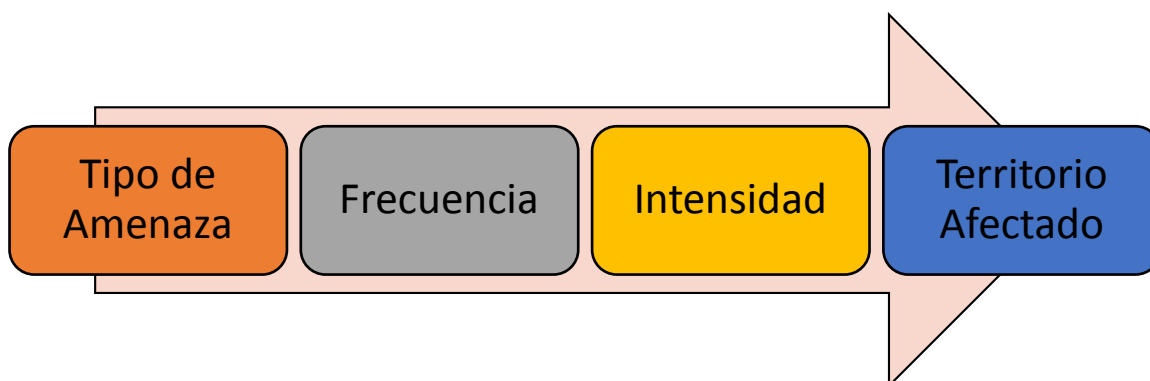 Tipo de
Amenaza
Frecuencia
Intensidad
Territorio
Afectado